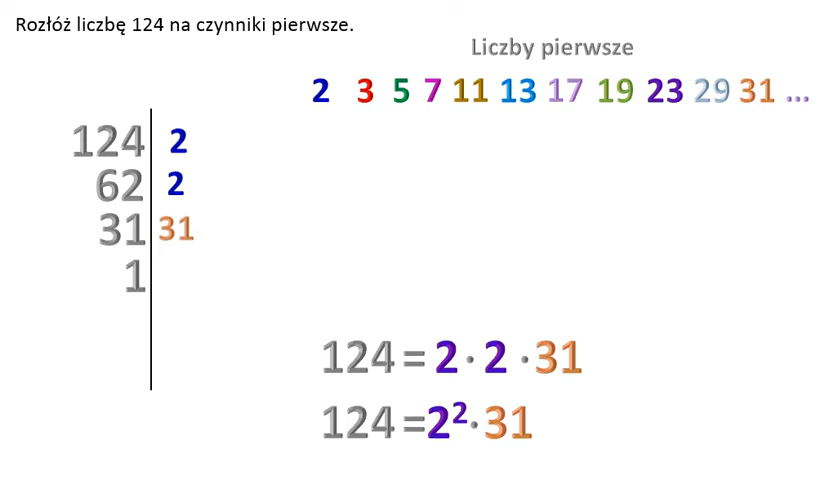 Rozłóż liczbę 124 na czynniki pierwsze.
Liczby pierwsze
2 3 5 7 11 13 17 19 23 29 31 ...
124 2
62 2
31 31
1
124 = 2 · 2 · 31
124 = 2² · 31